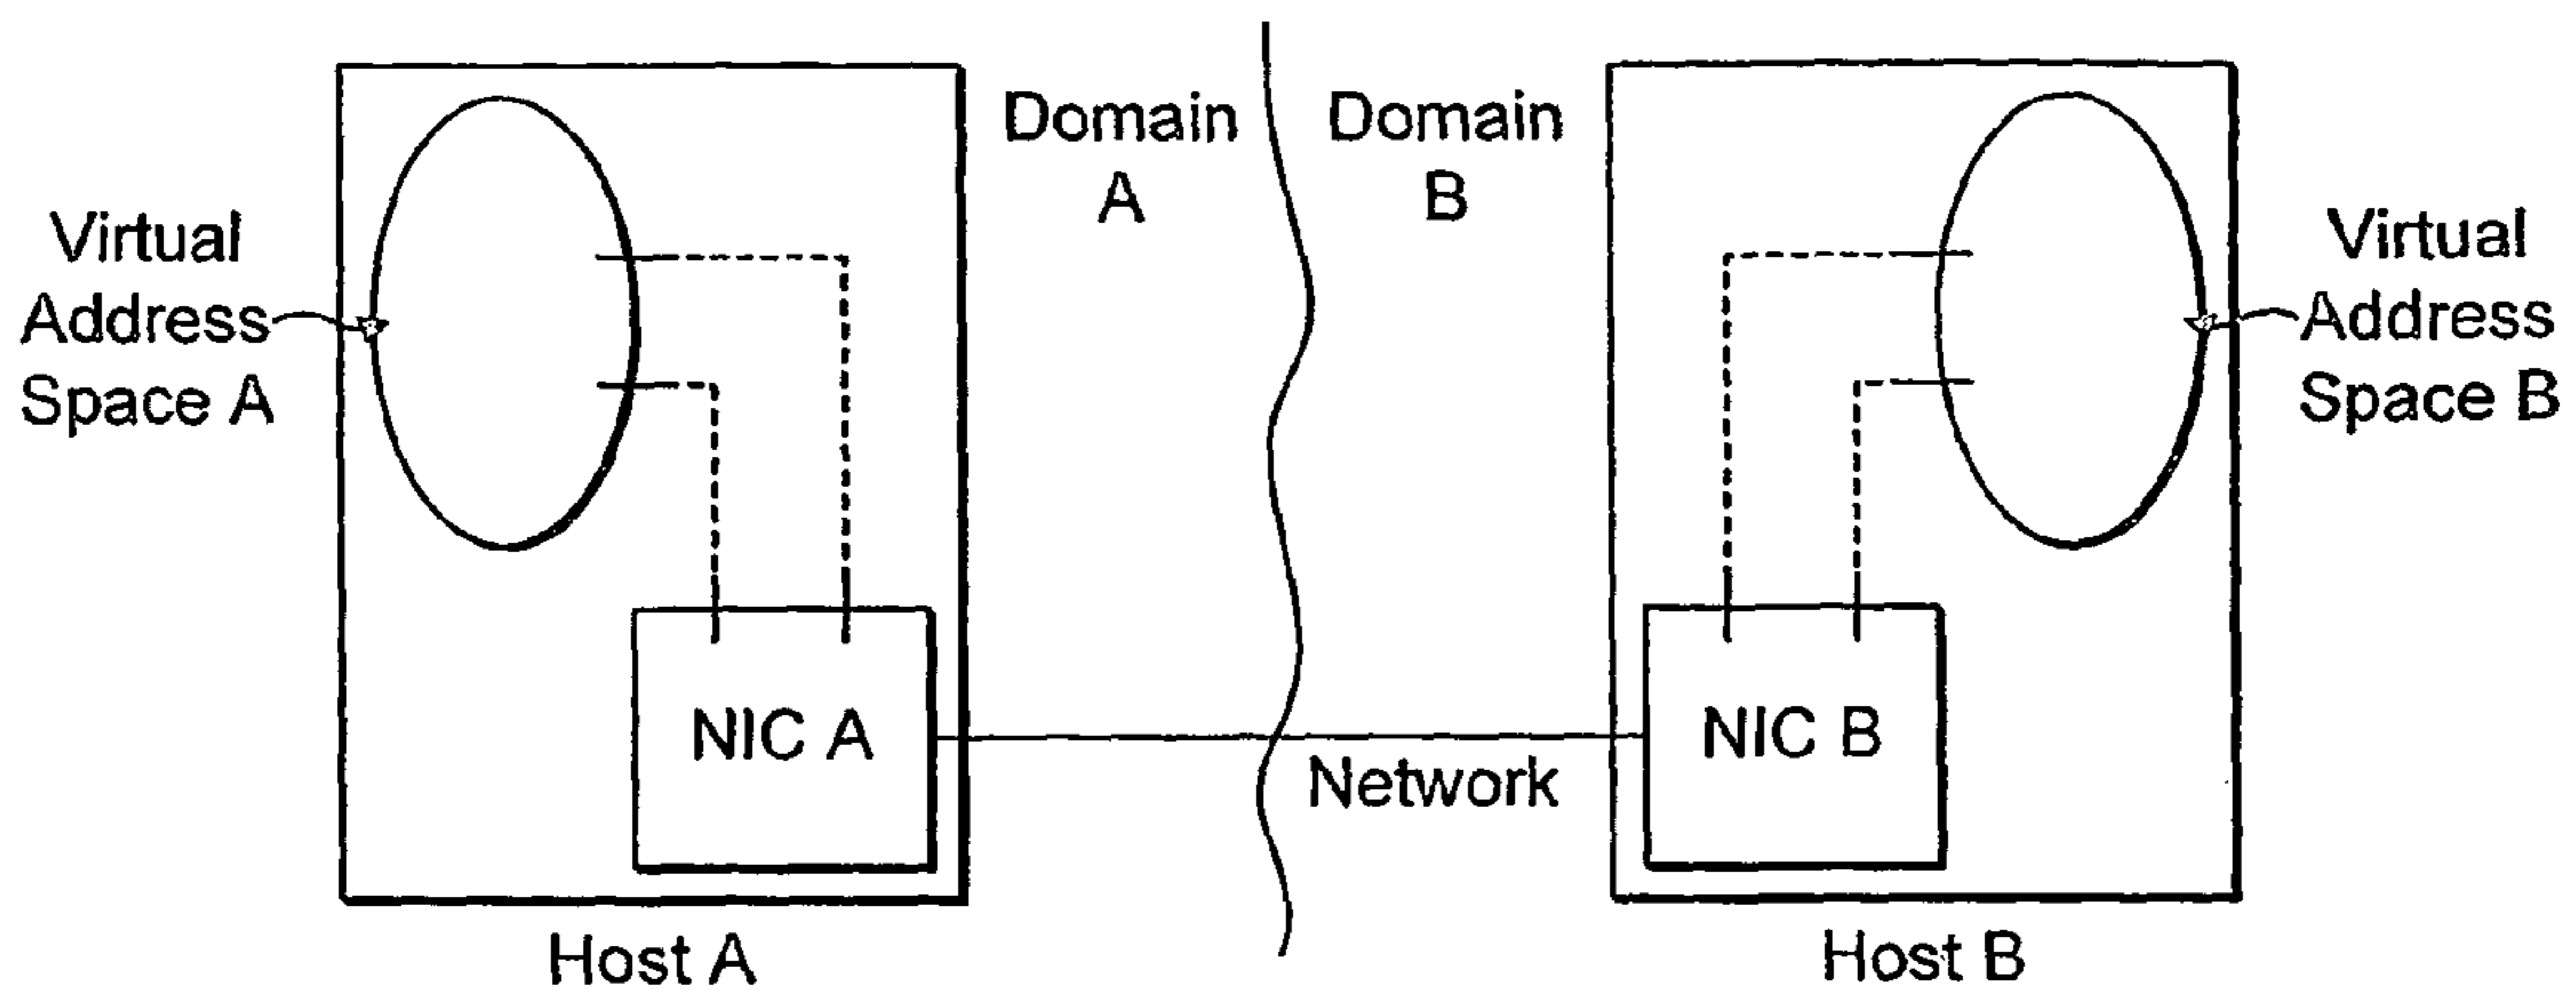 Virtual
Address
Space A
Domain
A
Domain
B
Virtual
Address
Space B
NIC A
Network
NIC B
Host A
Host B